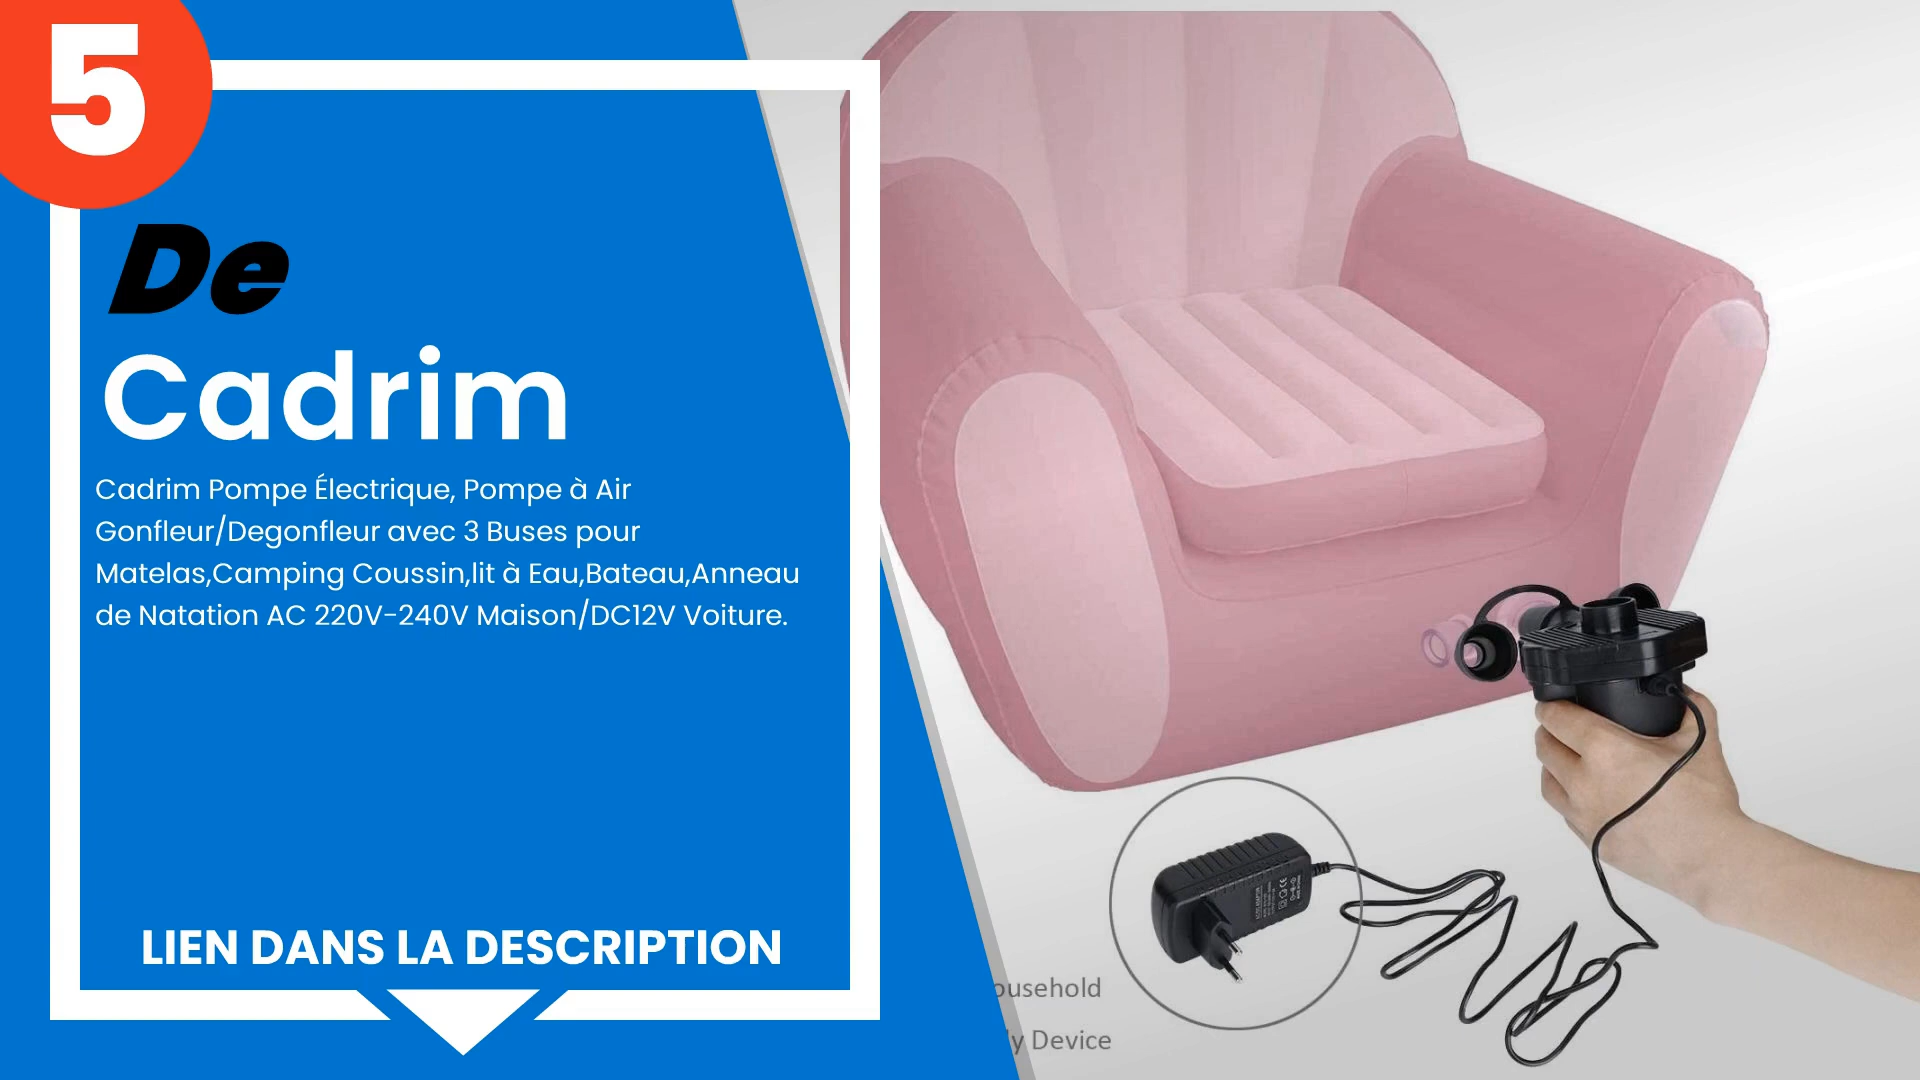 5
De
Cadrim
Cadrim Pompe Électrique, Pompe à Air
Gonfleur/Degonfleur avec 3 Buses pour
Matelas,Camping Coussin,lit à Eau,Bateau,Anneau
de Natation AC 220V-240V Maison/DC12V Voiture.
LIEN DANS LA DESCRIPTION
ousehold
y Device